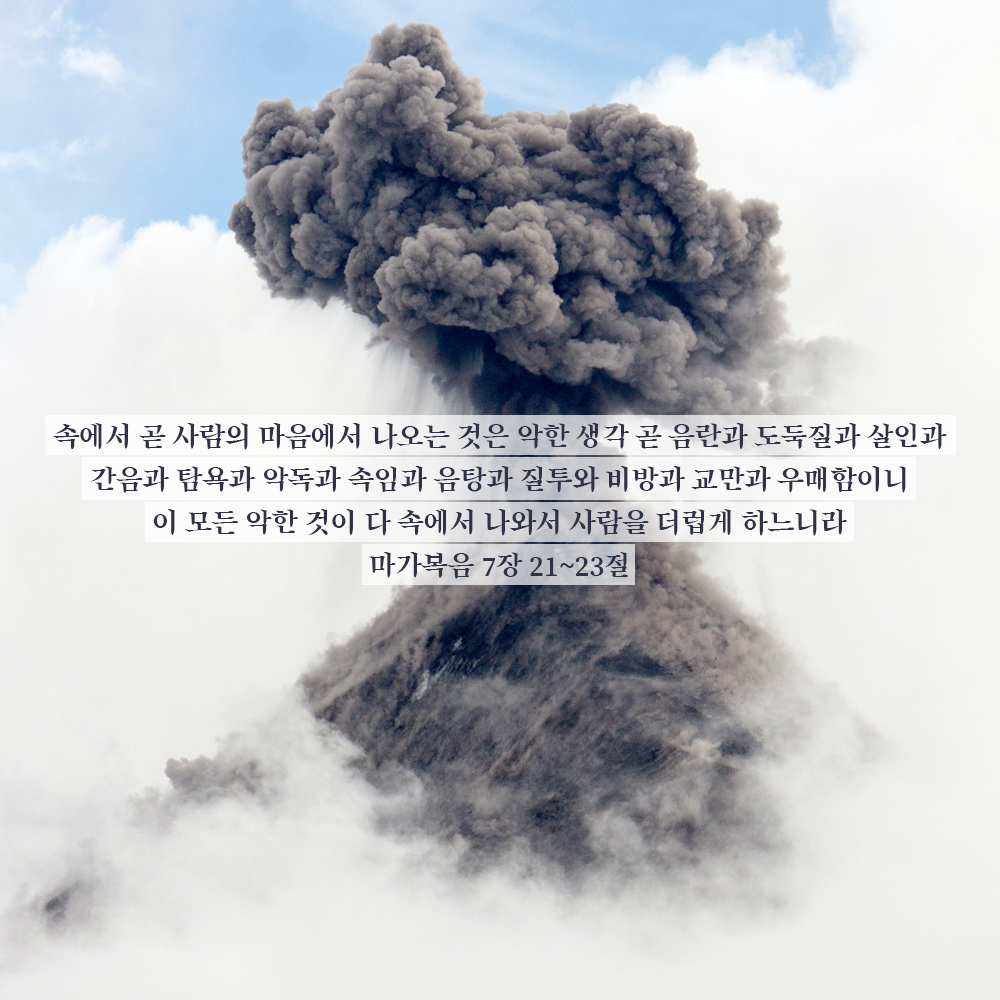 속에서 곧 사람의 마음에서 나오는 것은 악한 생각 곧 음란과 도둑질과 살인과
간음과 탐욕과 악독과 속임과 음탕과 질투와 비방과 교만과 우매함이니
이 모든 악한 것이 다 속에서 나와서 사람을 더럽게 하느니라
마가복음 7장 21~23절